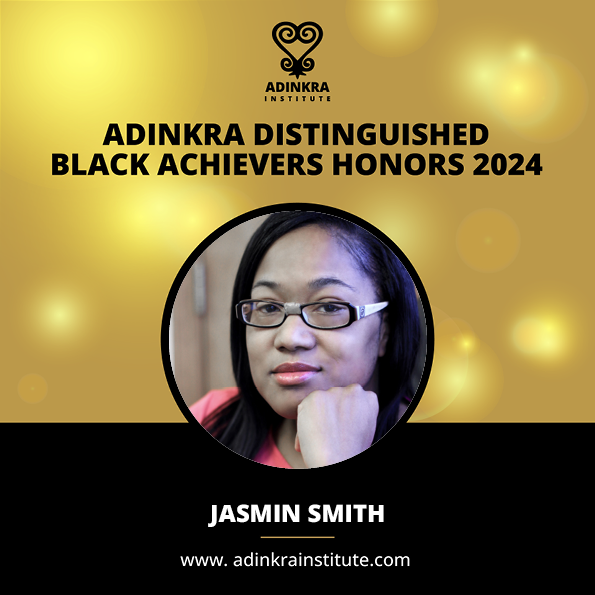 ADINKRA
INSTITUTE
ADINKRA DISTINGUISHED
BLACK ACHIEVERS HONORS 2024
JASMIN SMITH
www. adinkrainstitute.com